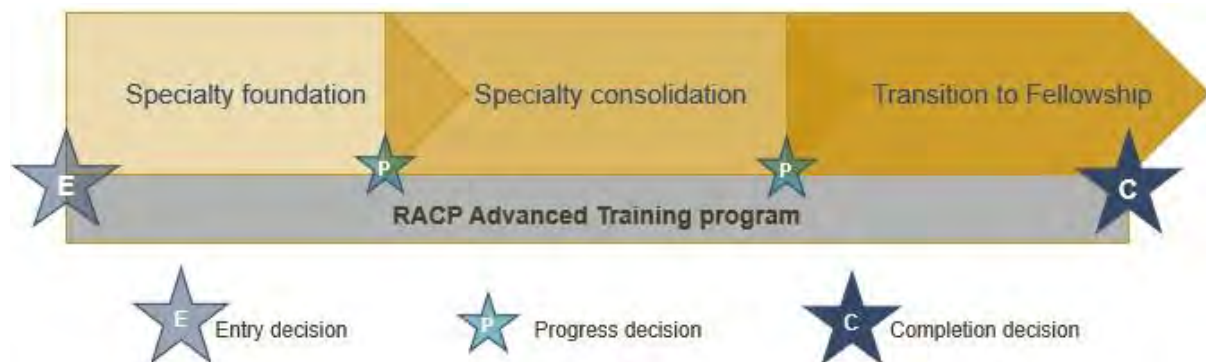 Specialty foundation
Specialty consolidation
Transition to Fellowship
E
P
P
C
RACP Advanced Training program
E Entry decision
P Progress decision
C Completion decision